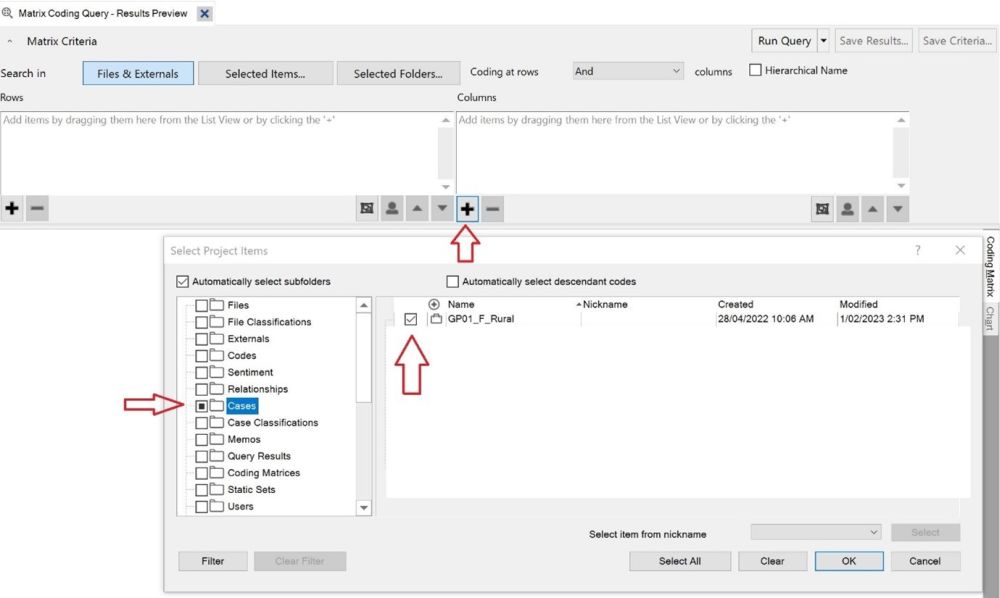 Matrix Coding Query - Results Preview
Matrix Criteria
Run Query
Save Results...
Save Criteria...
Search in
Files & Externals
Selected Items...
Selected Folders...
Coding at rows
And
columns
Hierarchical Name
Rows
Columns
Add items by dragging them here from the List View or by clicking the '+'
Add items by dragging them here from the List View or by clicking the '+'
Select Project Items
?
Automatically select subfolders
Automatically select descendant codes
Files
File Classifications
Externals
Codes
Sentiment
Relationships
Cases
Case Classifications
Memos
Query Results
Coding Matrices
Static Sets
Users
Name
Nickname
Created
Modified
GP01_F_Rural
28/04/2022 10:06 AM
1/02/2023 2:31 PM
Select item from nickname
Select
Filter
Clear Filter
Select All
Clear
OK
Cancel
Coding Matrix
Chart